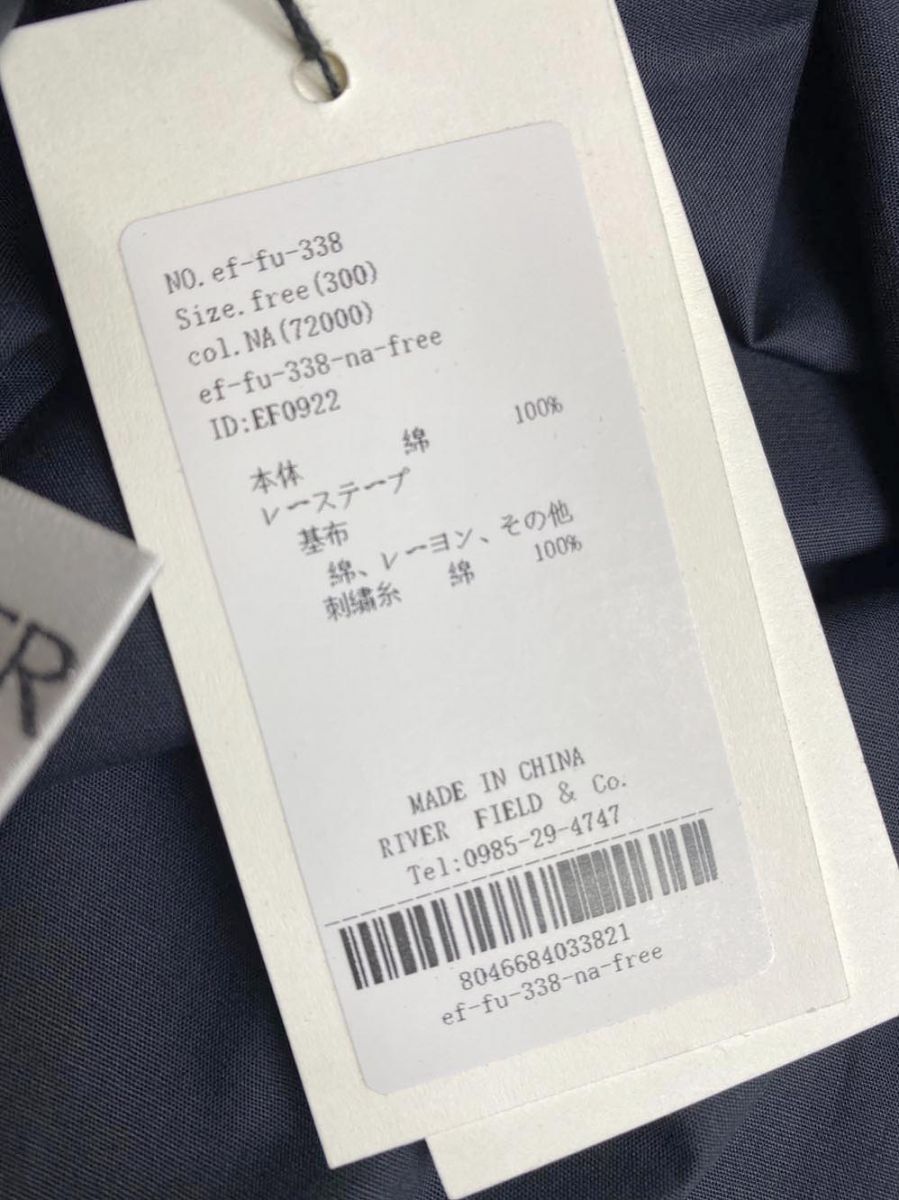 NO.ef-fu-338
Size.free(300)
col.NA(72000)
ef-fu-338-na-free
ID:EF0922
本体 綿 100%
レーステープ
基布
綿、レーヨン、その他
刺繍糸 綿 100%
MADE IN CHINA
RIVER FIELD & Co.
Tel:0985-29-4747
8046684033821
ef-fu-338-na-free